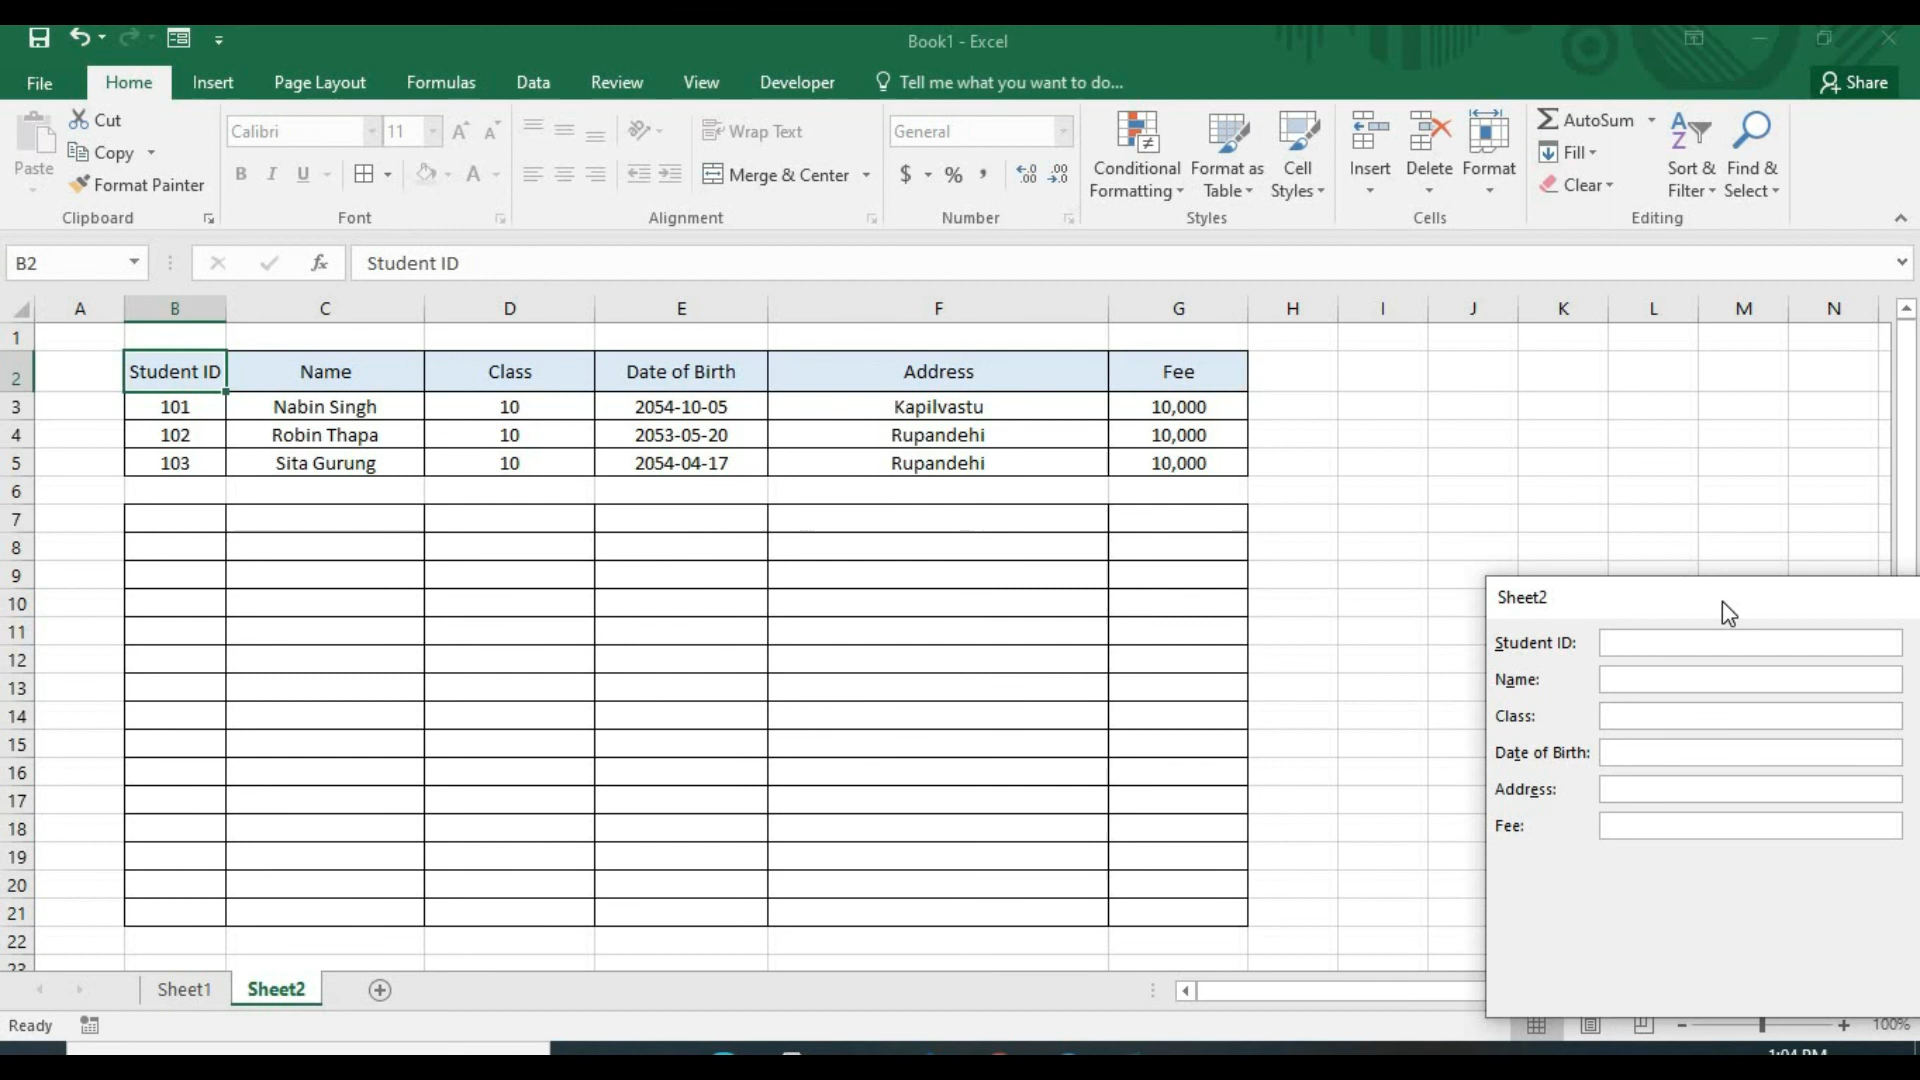 Book1 - Excel
File Home Insert Page Layout Formulas Data Review View Developer Tell me what you want to do... Share
Cut
Copy
Format Painter
Paste
Clipboard
Calibri 11
B I U A
Font
Wrap Text
Merge & Center
Alignment
General
$ % ,
Number
Conditional Formatting
Format as Table
Cell Styles
Styles
Insert Delete Format
Cells
AutoSum
Fill
Clear
Sort & Filter
Find & Select
Editing
B2 fx Student ID
A B C D E F G H I J K L M N
1
2 Student ID Name Class Date of Birth Address Fee
3 101 Nabin Singh 10 2054-10-05 Kapilvastu 10,000
4 102 Robin Thapa 10 2053-05-20 Rupandehi 10,000
5 103 Sita Gurung 10 2054-04-17 Rupandehi 10,000
6
7
8
9
10
11
12
13
14
15
16
17
18
19
20
21
22
23
Sheet2
Student ID:
Name:
Class:
Date of Birth:
Address:
Fee:
Sheet1 Sheet2
Ready 100%